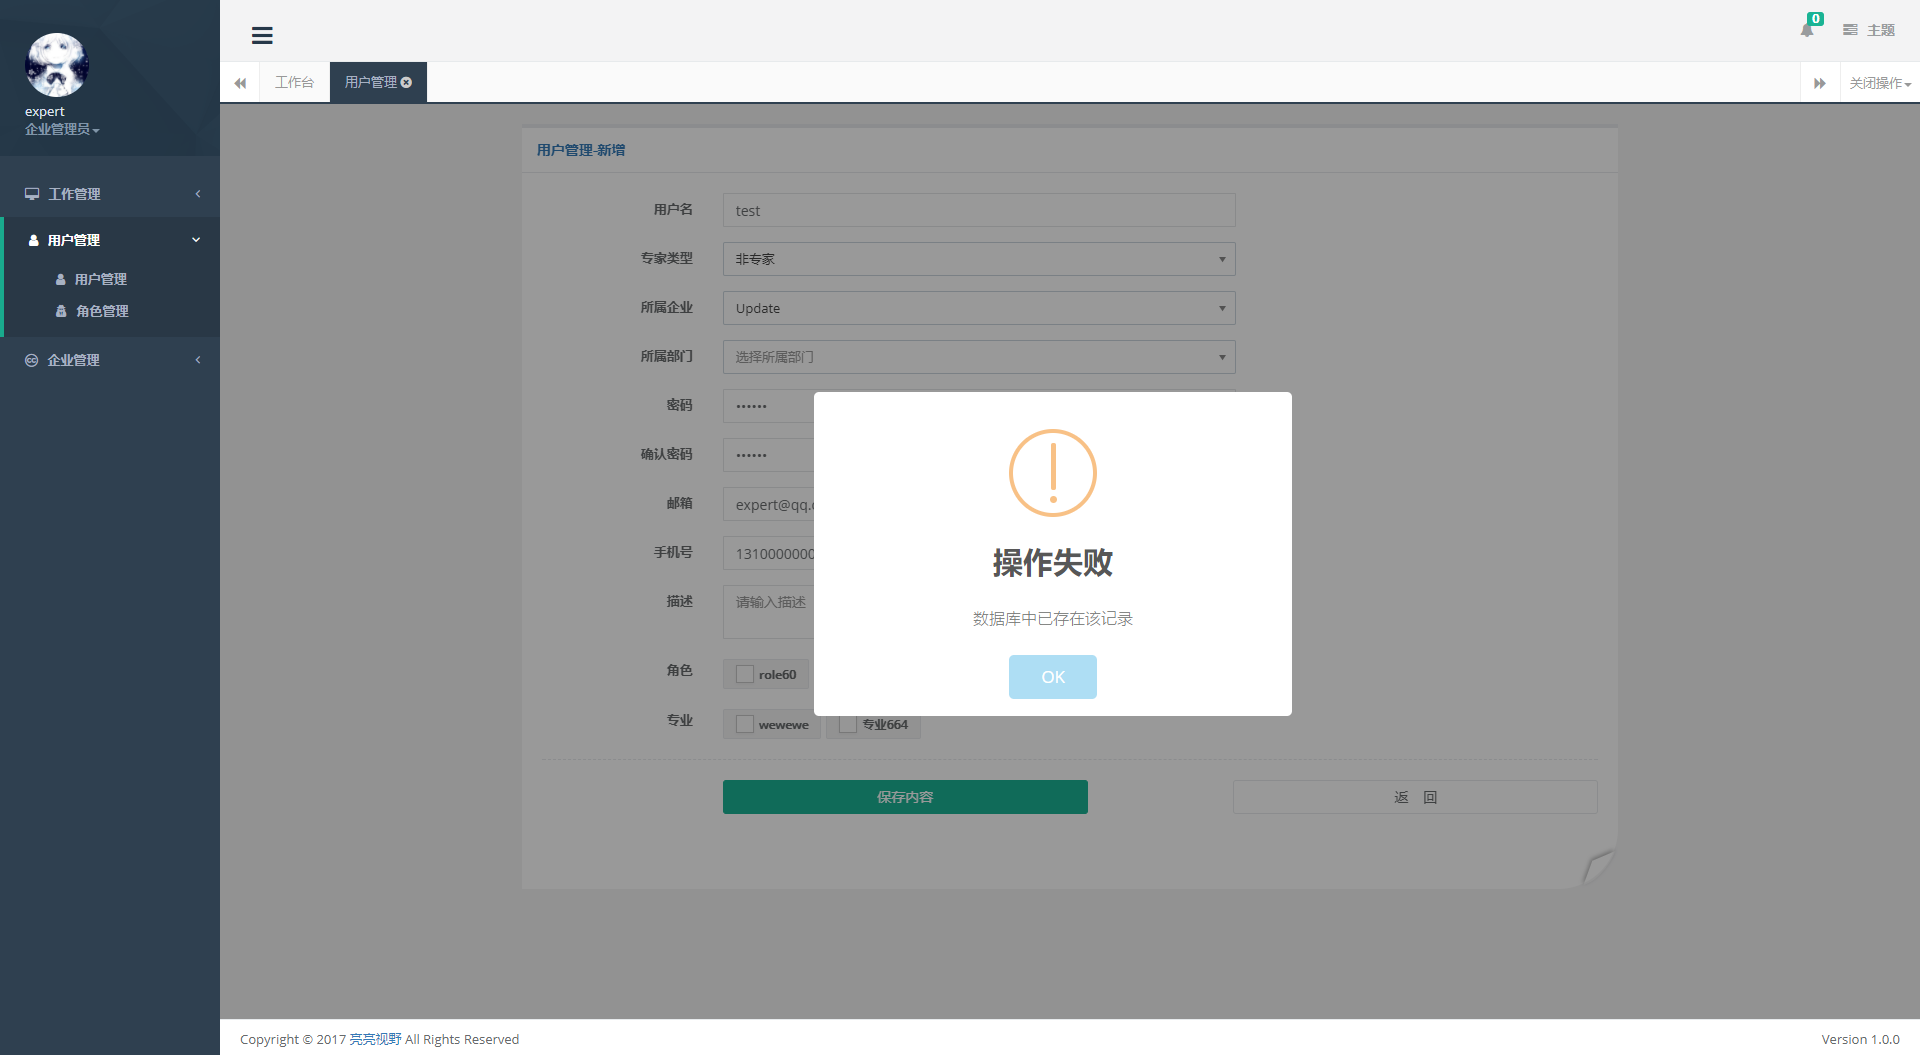 expert
企业管理员
工作管理
用户管理
用户管理
角色管理
企业管理
0
主题
工作台
用户管理
关闭操作
用户管理-新增
用户名
test
专家类型
非专家
所属企业
Update
所属部门
选择所属部门
密码
••••••
确认密码
••••••
邮箱
expert@qq.
手机号
1310000000
描述
请输入描述
角色
role60
专业
wewewe
专业664
保存内容
返 回
操作失败
数据库中已存在该记录
OK
Copyright © 2017 亮亮视野 All Rights Reserved
Version 1.0.0